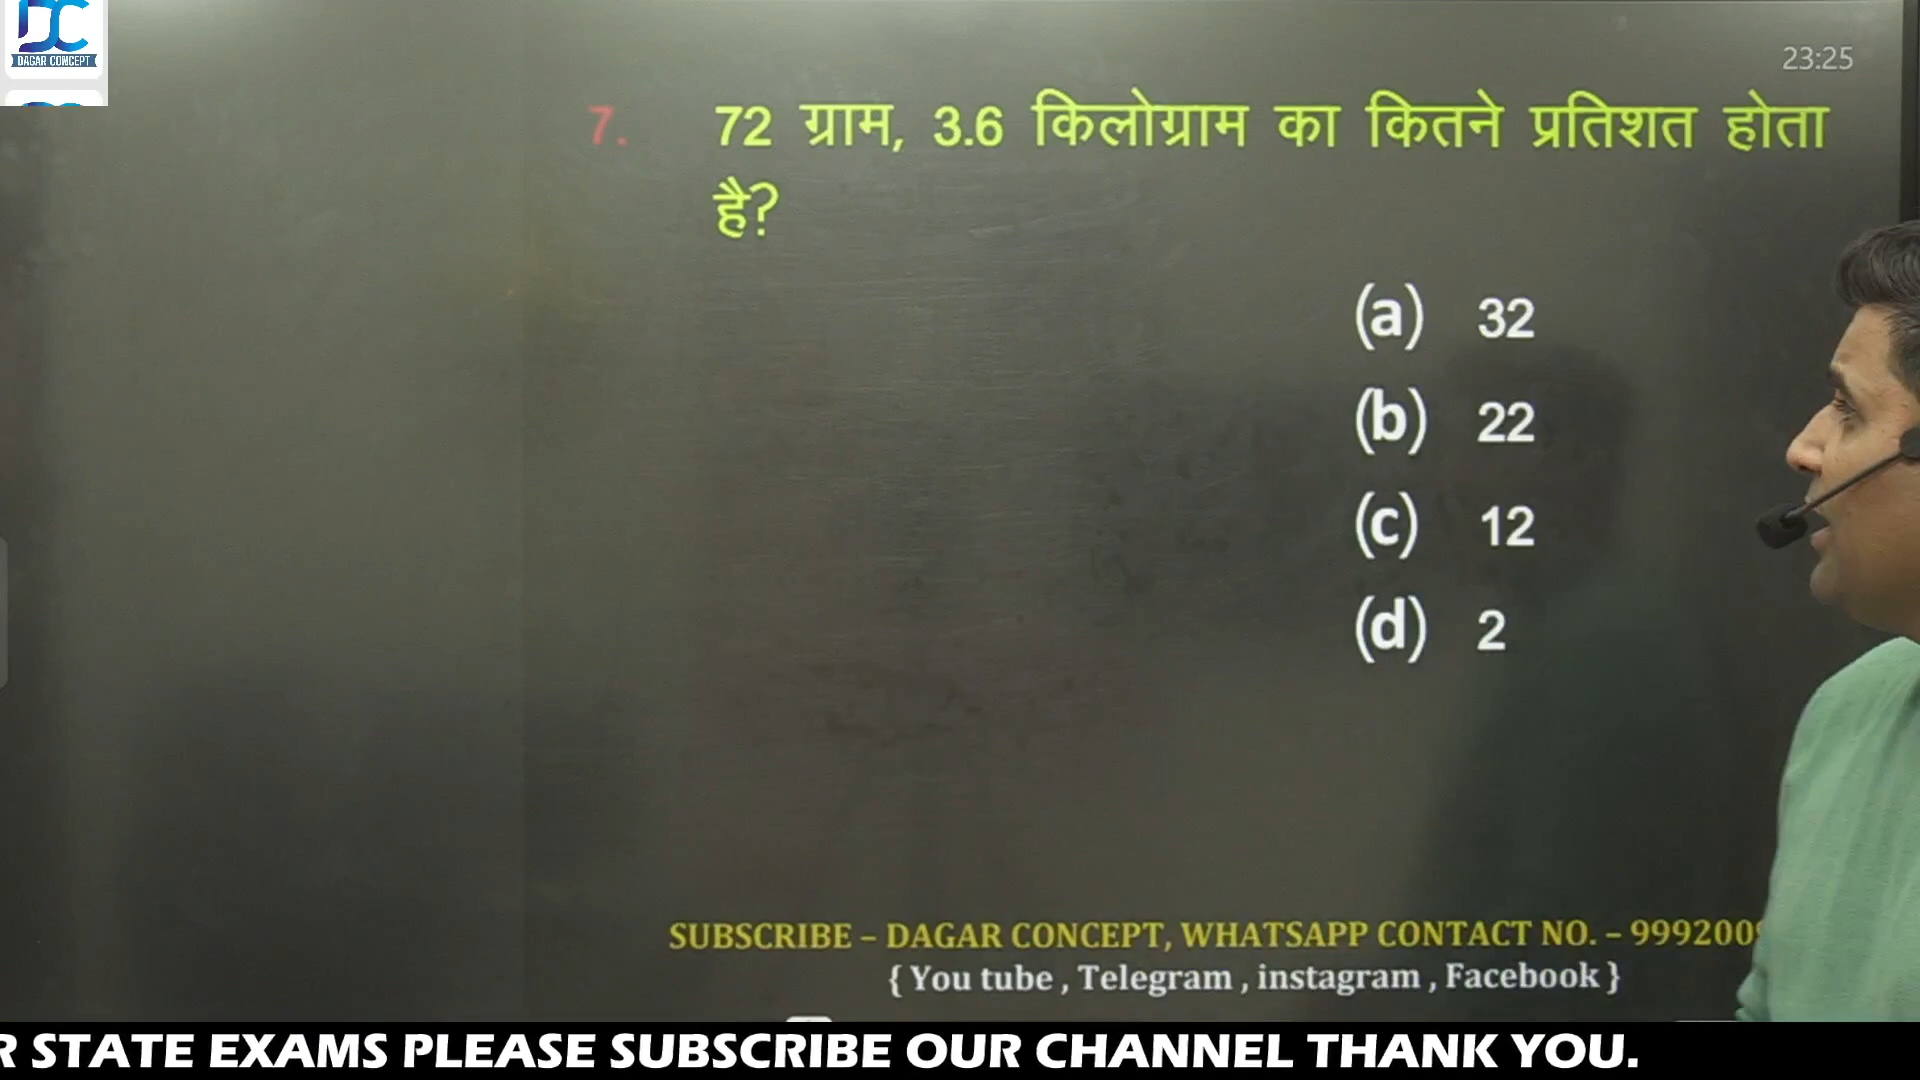 DC
DAGAR CONCEPT
23:25
7. 72 ग्राम, 3.6 किलोग्राम का कितने प्रतिशत होता
है?
(a) 32
(b) 22
(c) 12
(d) 2
SUBSCRIBE – DAGAR CONCEPT, WHATSAPP CONTACT NO. – 999200
{ You tube , Telegram , instagram , Facebook }
R STATE EXAMS PLEASE SUBSCRIBE OUR CHANNEL THANK YOU.